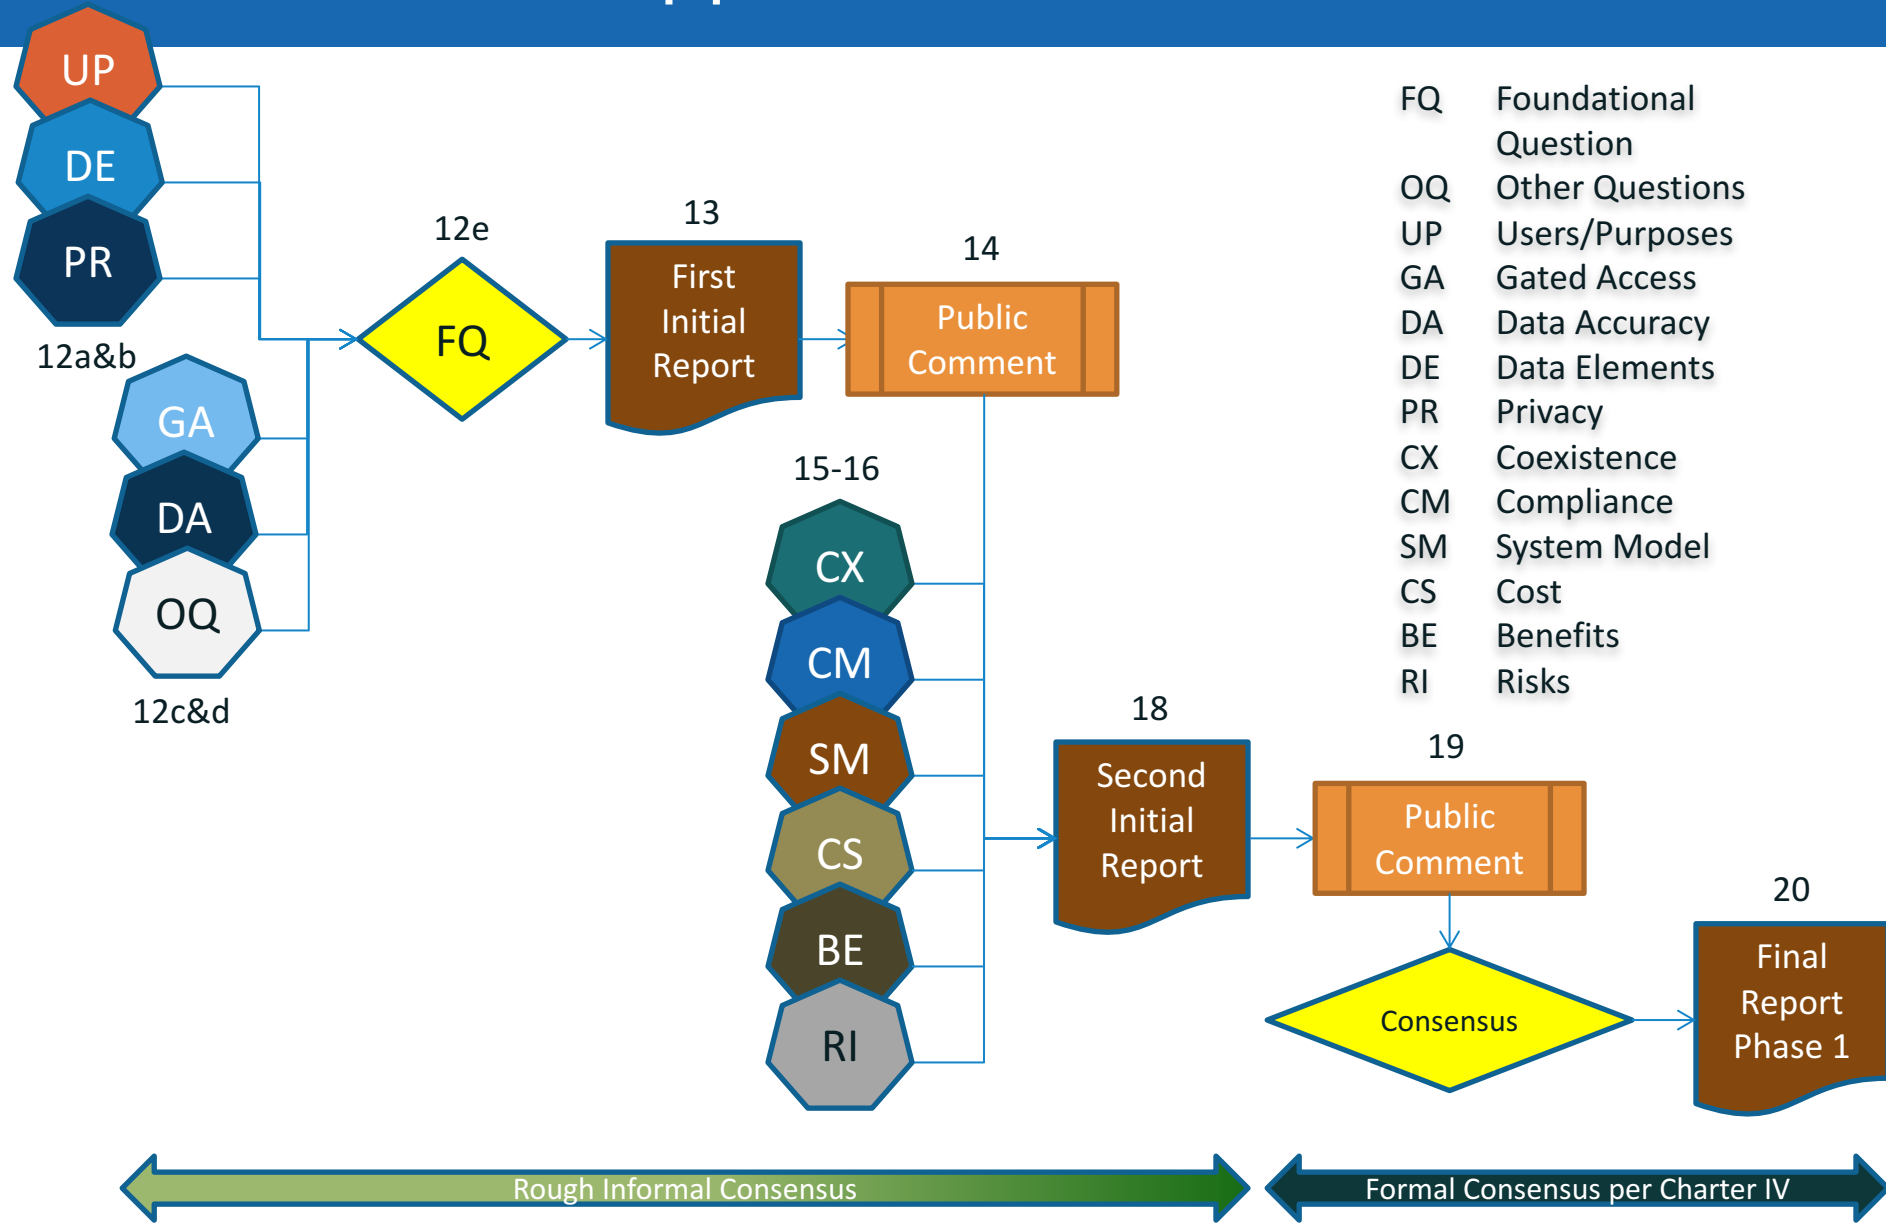 UP
DE
PR
12a&b
GA
DA
OQ
12c&d
12e
FQ
13
First
Initial
Report
14
Public
Comment
15-16
CX
CM
SM
CS
BE
RI
18
Second
Initial
Report
19
Public
Comment
Consensus
20
Final
Report
Phase 1
FQ Foundational
Question
OQ Other Questions
UP Users/Purposes
GA Gated Access
DA Data Accuracy
DE Data Elements
PR Privacy
CX Coexistence
CM Compliance
SM System Model
CS Cost
BE Benefits
RI Risks
Rough Informal Consensus
Formal Consensus per Charter IV